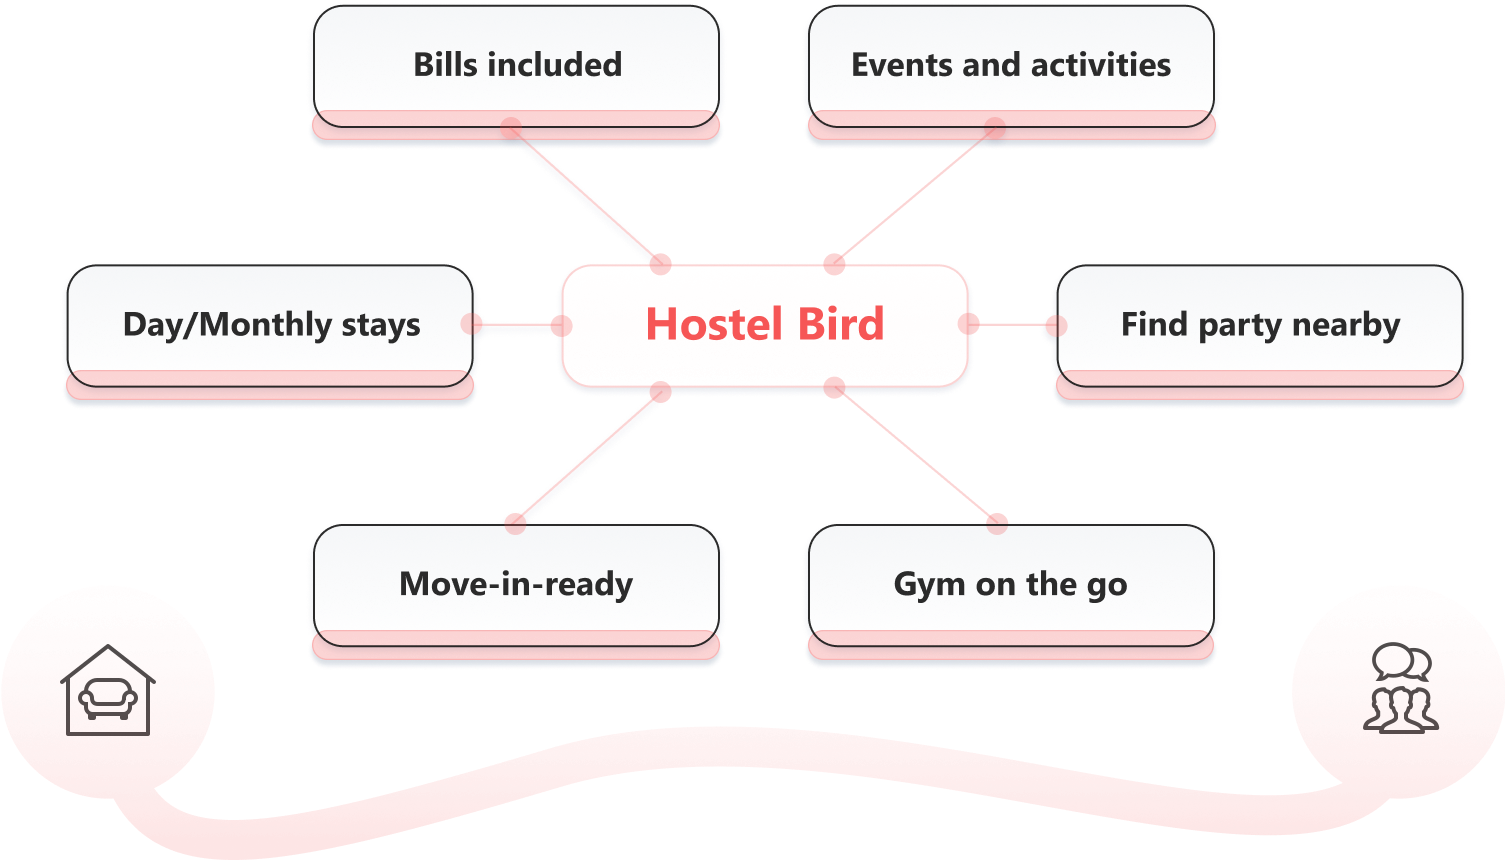 Bills included
Events and activities
Day/Monthly stays
Hostel Bird
Find party nearby
Move-in-ready
Gym on the go